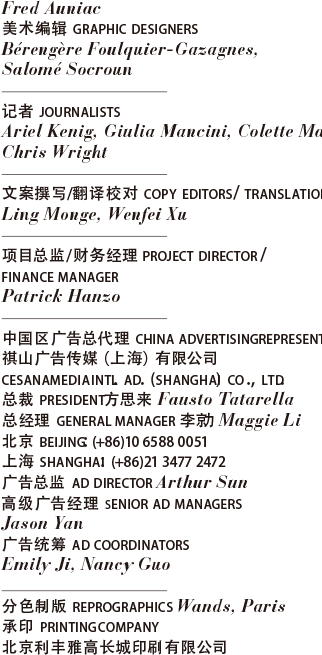 Fred Auniac
美术编辑 GRAPHIC DESIGNERS
Bérengère Foulquier-Gazagnes,
Salomé Socroun
记者 JOURNALISTS
Ariel Kenig, Giulia Mancini, Colette Ma
Chris Wright
文案撰写/翻译校对 COPY EDITORS/ TRANSLATION
Ling Monge, Wenfei Xu
项目总监/财务经理 PROJECT DIRECTOR/
FINANCE MANAGER
Patrick Hanzo
中国区广告总代理 CHINA ADVERTISINGREPRESENT
祺山广告传媒（上海）有限公司
CESANAMEDIAINTL. AD. (SHANGHAI) CO., LTD.
总裁 PRESIDENT方思来 Fausto Tatarella
总经理 GENERAL MANAGER 李勍 Maggie Li
北京 BEIJING: (+86)10 6588 0051
上海 SHANGHAI: (+86)21 3477 2472
广告总监 AD DIRECTOR Arthur Sun
高级广告经理 SENIOR AD MANAGERS
Jason Yan
广告统筹 AD COORDINATORS
Emily Ji, Nancy Guo
分色制版 REPROGRAPHICS Wands, Paris
承印 PRINTINGCOMPANY
北京利丰雅高长城印刷有限公司